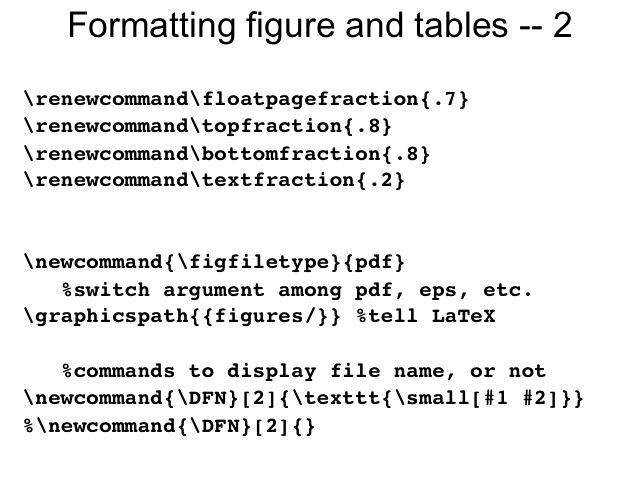 Formatting figure and tables -- 2
\renewcommand\floatpagefraction{.7}
\renewcommand\topfraction{.8}
\renewcommand\bottomfraction{.8}
\renewcommand\textfraction{.2}
\newcommand{\figfiletype}{pdf}
%switch argument among pdf, eps, etc.
\graphicspath{{figures/}} %tell LaTeX
%commands to display file name, or not
\newcommand{\DFN}[2]{\texttt{\small[#1 #2]}}
%\newcommand{\DFN}[2]{}